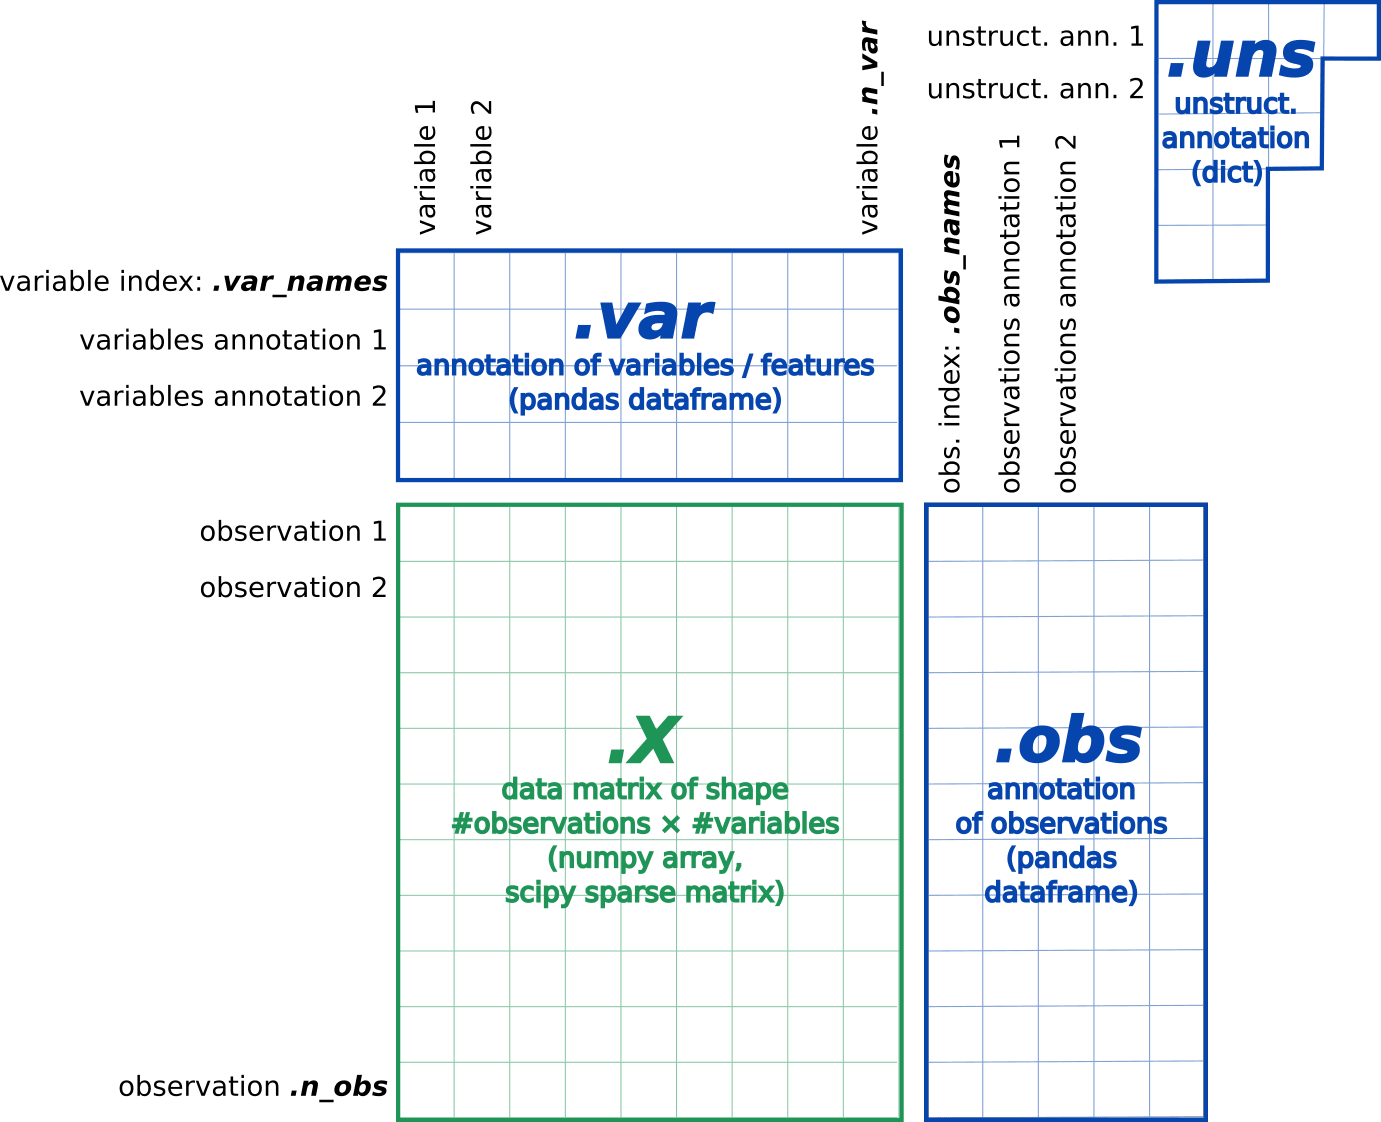 variable 1
variable 2
variable .n_var
unstruct. ann. 1
unstruct. ann. 2
.uns
unstruct.
annotation
(dict)
variable index: .var_names
variables annotation 1
variables annotation 2
.var
annotation of variables / features
(pandas dataframe)
obs. index: .obs_names
observations annotation 1
observations annotation 2
observation 1
observation 2
observation .n_obs
.X
data matrix of shape
#observations × #variables
(numpy array,
scipy sparse matrix)
.obs
annotation
of observations
(pandas
dataframe)